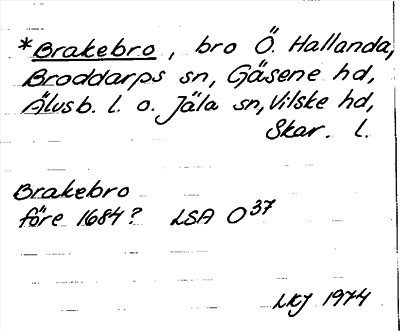 *Brakebro, bro Ö. Hallanda,
Broddarps sn, Gäsene hd,
Älvsb. l. o. Jäla sn, Vilske hd,
Skar. l.
Brakebro
före 1684? LSA O37
LKJ 1974